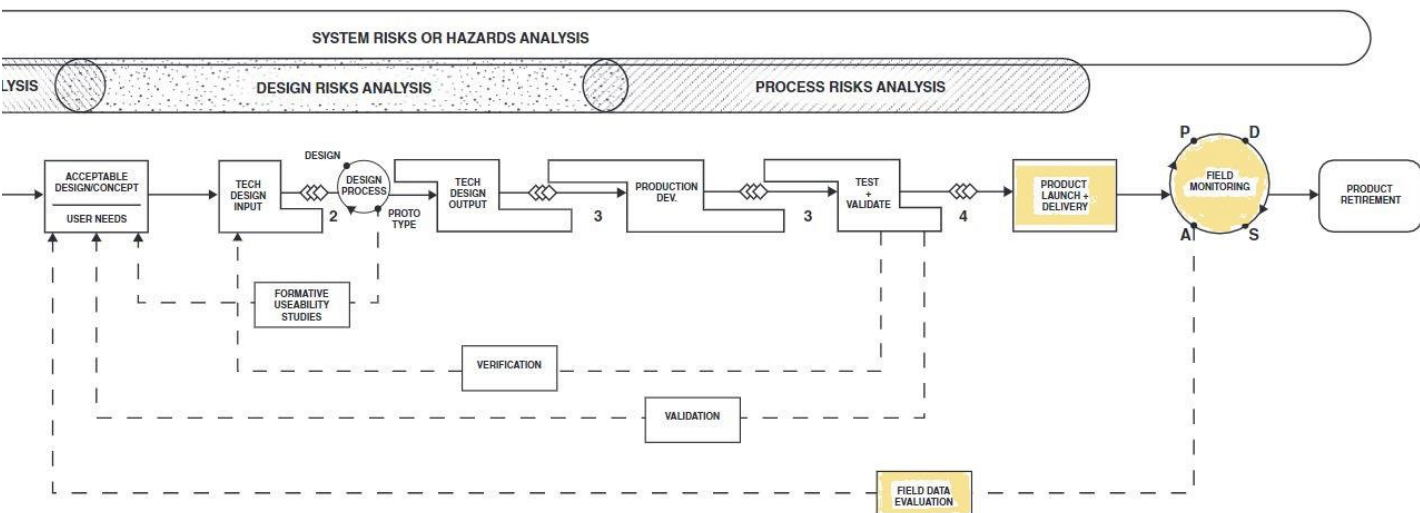 SYSTEM RISKS OR HAZARDS ANALYSIS
LYSIS
DESIGN RISKS ANALYSIS
PROCESS RISKS ANALYSIS
ACCEPTABLE
DESIGN/CONCEPT
USER NEEDS
TECH
DESIGN
INPUT
2
DESIGN
DESIGN
PROCESS
PROTO
TYPE
TECH
DESIGN
OUTPUT
3
PRODUCTION
DEV.
3
TEST
+
VALIDATE
4
PRODUCT
LAUNCH +
DELIVERY
P
D
FIELD
MONITORING
A
S
PRODUCT
RETIREMENT
FORMATIVE
USEABILITY
STUDIES
VERIFICATION
VALIDATION
FIELD DATA
EVALUATION